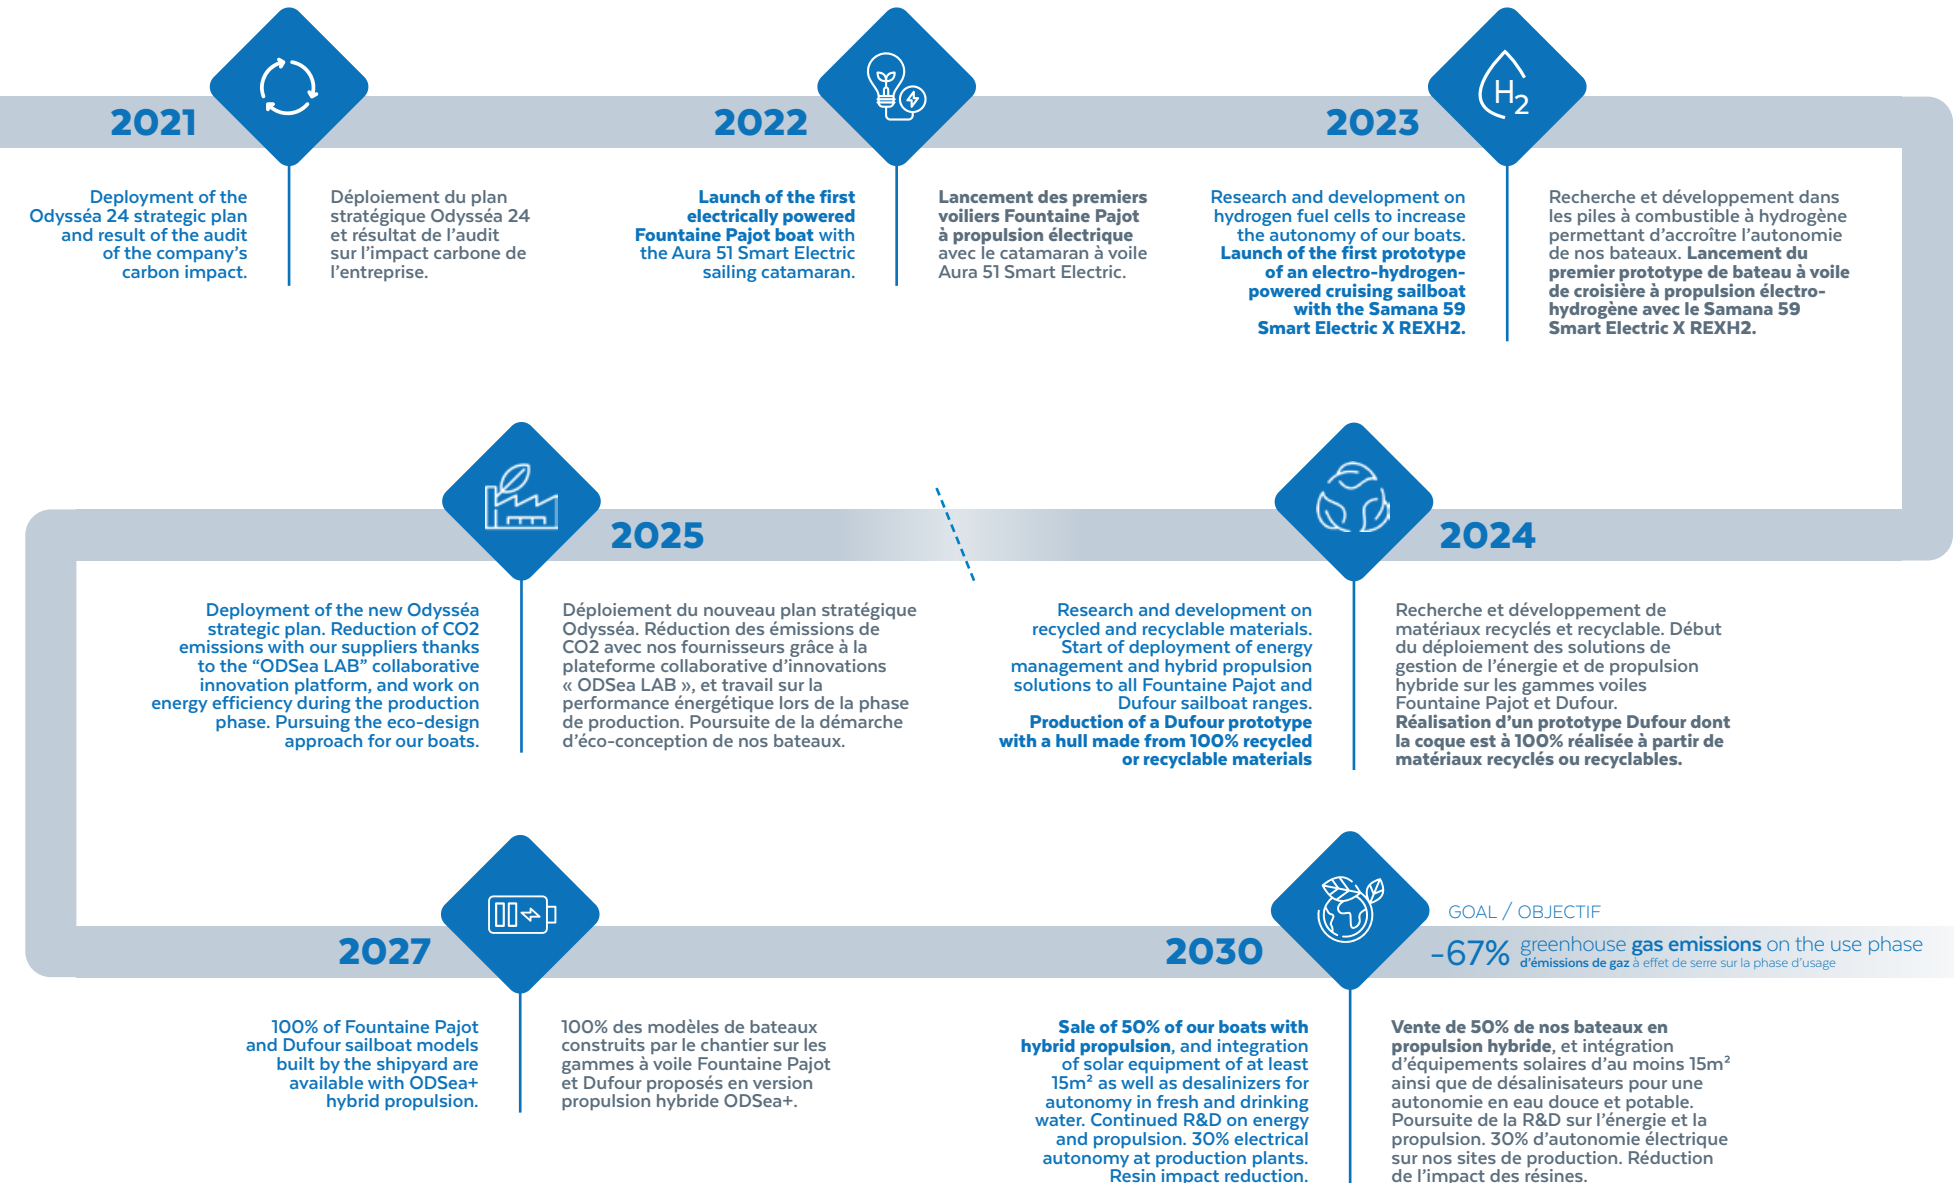 2021
Deployment of the
Odysséa 24 strategic plan
and result of the audit
of the company's
carbon impact.
Déploiement du plan
stratégique Odysséa 24
et résultat de l'audit
sur l'impact carbone de
l'entreprise.
2022
Launch of the first
electrically powered
Fountaine Pajot boat with
the Aura 51 Smart Electric
sailing catamaran.
Lancement des premiers
voiliers Fountaine Pajot
à propulsion électrique
avec le catamaran à voile
Aura 51 Smart Electric.
2023
H2
Research and development on
hydrogen fuel cells to increase
the autonomy of our boats.
Launch of the first prototype
of an electro-hydrogen-
powered cruising sailboat
with the Samana 59
Smart Electric X REXH2.
Recherche et développement dans
les piles à combustible à hydrogène
permettant d'accroître l'autonomie
de nos bateaux. Lancement du
premier prototype de bateau à voile
de croisière à propulsion électro-
hydrogène avec le Samana 59
Smart Electric X REXH2.
2024
Research and development on
recycled and recyclable materials.
Start of deployment of energy
management and hybrid propulsion
solutions to all Fountaine Pajot and
Dufour sailboat ranges.
Production of a Dufour prototype
with a hull made from 100% recycled
or recyclable materials
Recherche et développement de
matériaux recyclés et recyclable. Début
du déploiement des solutions de
gestion de l'énergie et de propulsion
hybride sur les gammes voiles
Fountaine Pajot et Dufour.
Réalisation d'un prototype Dufour dont
la coque est à 100% réalisée à partir de
matériaux recyclés ou recyclables.
2025
Deployment of the new Odysséa
strategic plan. Reduction of CO2
emissions with our suppliers thanks
to the “ODSea LAB” collaborative
innovation platform, and work on
energy efficiency during the production
phase. Pursuing the eco-design
approach for our boats.
Déploiement du nouveau plan stratégique
Odysséa. Réduction des émissions de
CO2 avec nos fournisseurs grâce à la
plateforme collaborative d'innovations
« ODSea LAB », et travail sur la
performance énergétique lors de la phase
de production. Poursuite de la démarche
d'éco-conception de nos bateaux.
2027
100% of Fountaine Pajot
and Dufour sailboat models
built by the shipyard are
available with ODSea+
hybrid propulsion.
100% des modèles de bateaux
construits par le chantier sur les
gammes à voile Fountaine Pajot
et Dufour proposés en version
propulsion hybride ODSea+.
2030
GOAL / OBJECTIF
-67% greenhouse gas emissions on the use phase
d'émissions de gaz à effet de serre sur la phase d'usage
Sale of 50% of our boats with
hybrid propulsion, and integration
of solar equipment of at least
15m² as well as desalinizers for
autonomy in fresh and drinking
water. Continued R&D on energy
and propulsion. 30% electrical
autonomy at production plants.
Resin impact reduction.
Vente de 50% de nos bateaux en
propulsion hybride, et intégration
d'équipements solaires d'au moins 15m²
ainsi que de désalinisateurs pour une
autonomie en eau douce et potable.
Poursuite de la R&D sur l'énergie et la
propulsion. 30% d'autonomie électrique
sur nos sites de production. Réduction
de l'impact des résines.